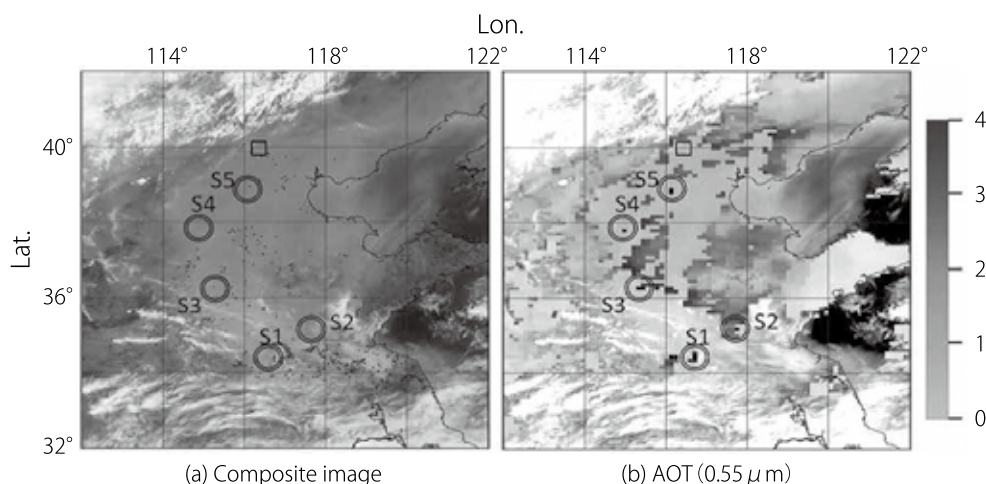 Lon.
114° 118° 122° 114° 118° 122°
40°
36°
32°
Lat.
S5
S4
S3
S1
S2
S5
S4
S3
S1
S2
4
3
2
1
0
(a) Composite image
(b) AOT（0.55 μm）